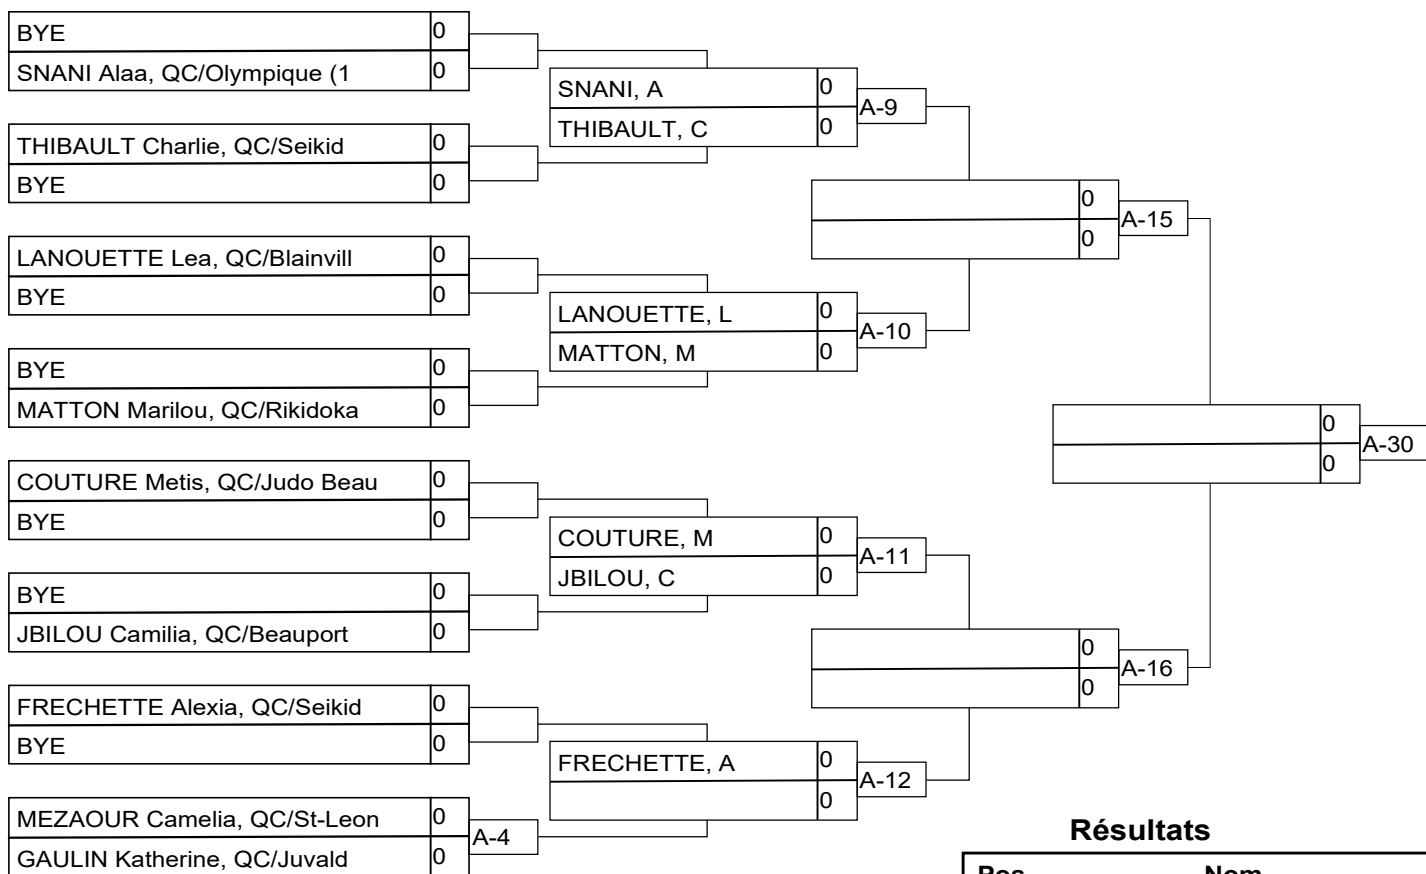 BYE 0
SNANI Alaa, QC/Olympique (1 0
THIBAULT Charlie, QC/Seikid 0
BYE 0
LANOUETTE Lea, QC/Blainvill 0
BYE 0
BYE 0
MATTON Marilou, QC/Rikidoka 0
COUTURE Metis, QC/Judo Beau 0
BYE 0
BYE 0
JBILOU Camilia, QC/Beauport 0
FRECHETTE Alexia, QC/Seikid 0
BYE 0
MEZAOUR Camelia, QC/St-Leon 0
GAULIN Katherine, QC/Juvald 0
A-4
SNANI, A 0
THIBAULT, C 0
A-9
LANOUETTE, L 0
MATTON, M 0
A-10
COUTURE, M 0
JBILOU, C 0
A-11
FRECHETTE, A 0
0
A-12
0
0
A-15
0
0
A-16
0
0
A-30
Résultats
Pos Nom